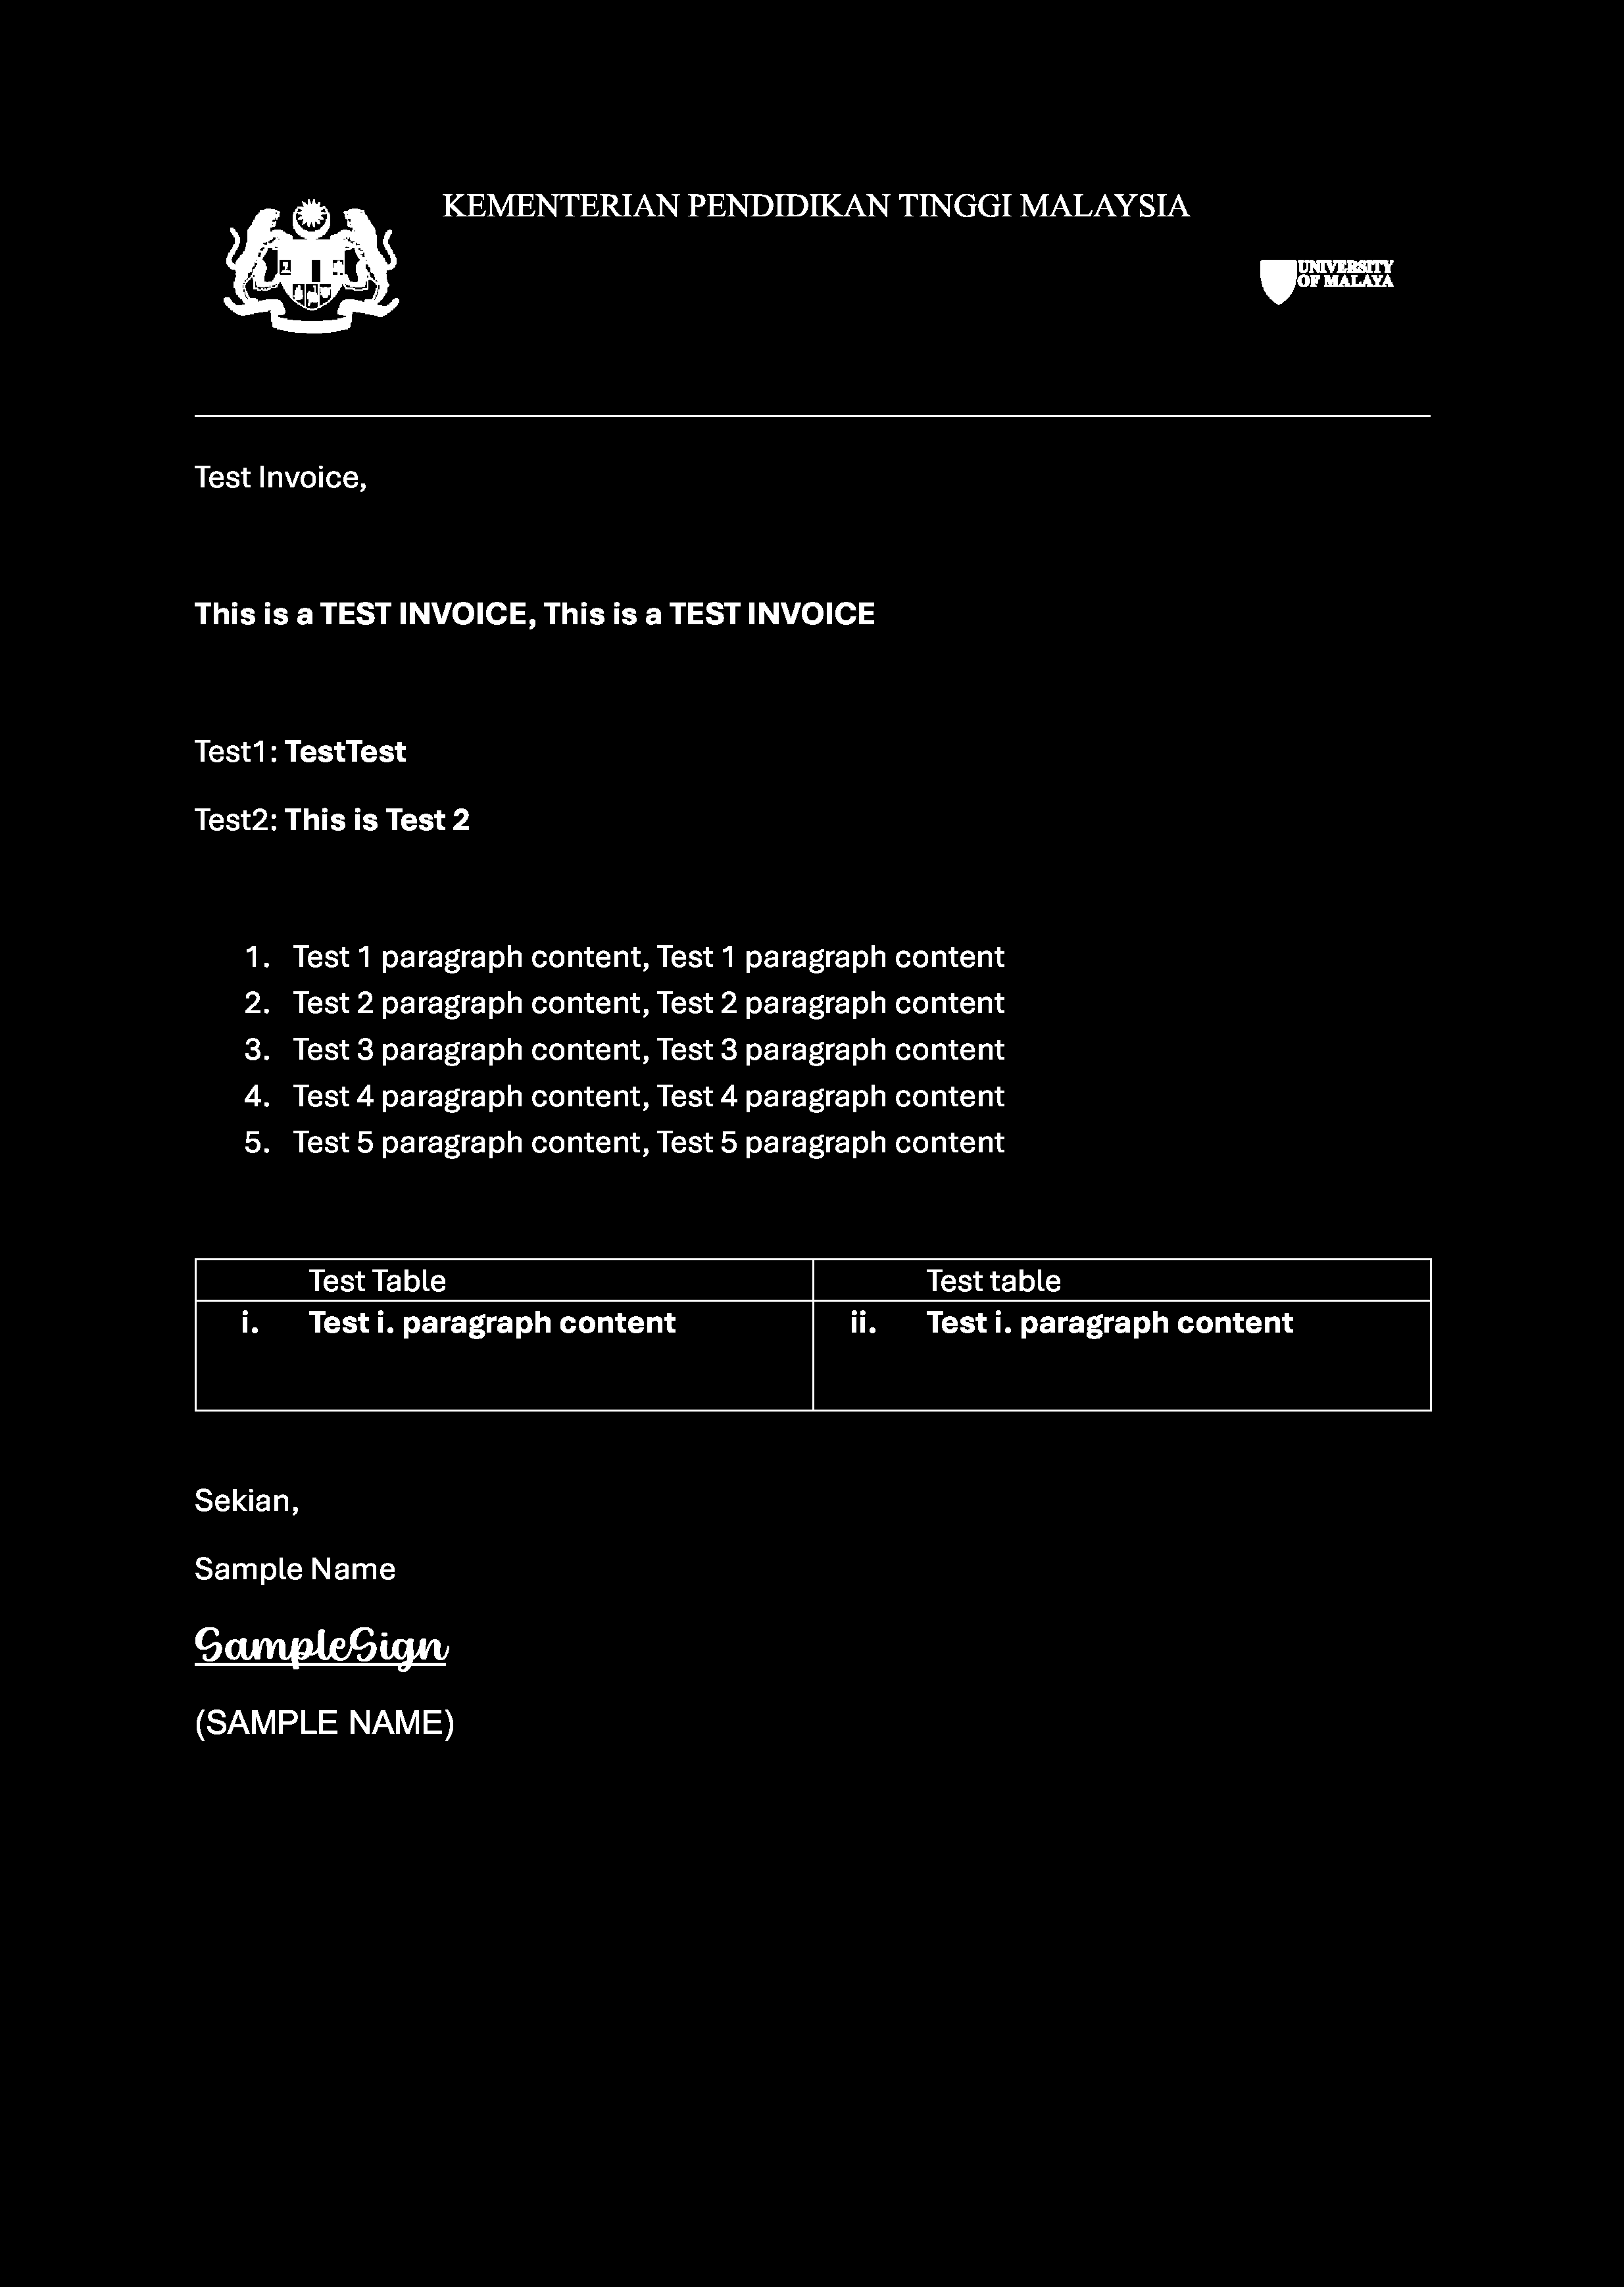 KEMENTERIAN PENDIDIKAN TINGGI MALAYSIA
UNIVERSITY
OF MALAYA
Test Invoice,
This is a TEST INVOICE, This is a TEST INVOICE
Test1: TestTest
Test2: This is Test 2
1. Test 1 paragraph content, Test 1 paragraph content
2. Test 2 paragraph content, Test 2 paragraph content
3. Test 3 paragraph content, Test 3 paragraph content
4. Test 4 paragraph content, Test 4 paragraph content
5. Test 5 paragraph content, Test 5 paragraph content
Test Table Test table
i. Test i. paragraph content ii. Test i. paragraph content
Sekian,
Sample Name
SampleSign
(SAMPLE NAME)